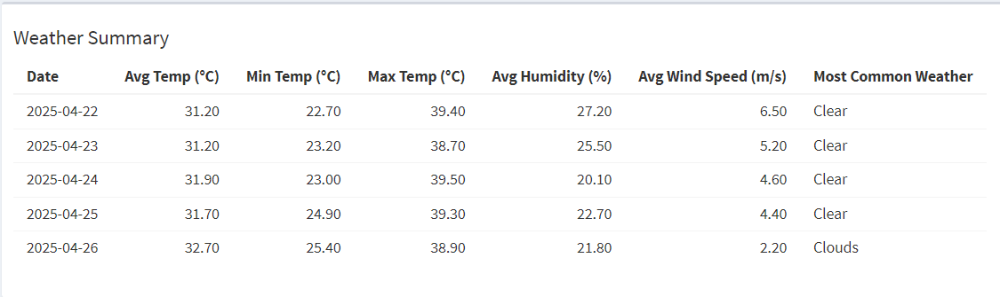 Weather Summary
Date Avg Temp (°C) Min Temp (°C) Max Temp (°C) Avg Humidity (%) Avg Wind Speed (m/s) Most Common Weather
2025-04-22 31.20 22.70 39.40 27.20 6.50 Clear
2025-04-23 31.20 23.20 38.70 25.50 5.20 Clear
2025-04-24 31.90 23.00 39.50 20.10 4.60 Clear
2025-04-25 31.70 24.90 39.30 22.70 4.40 Clear
2025-04-26 32.70 25.40 38.90 21.80 2.20 Clouds